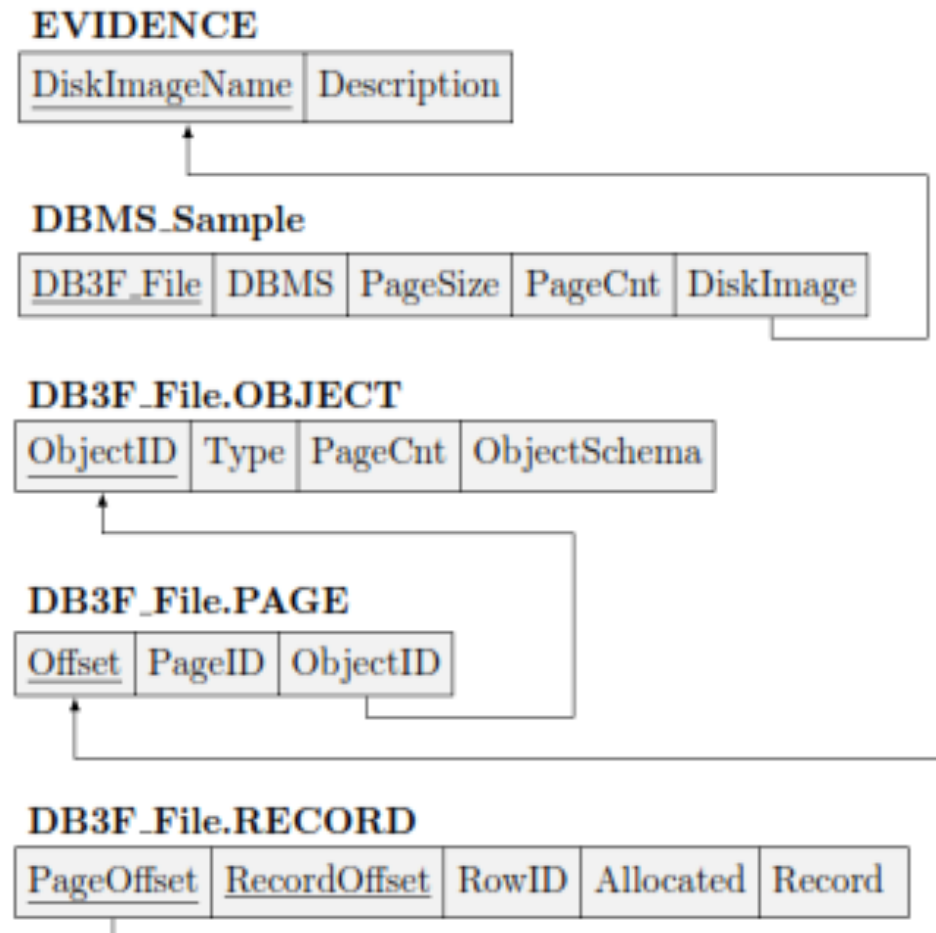 EVIDENCE
DiskImageName Description
DBMS_Sample
DB3F_File DBMS PageSize PageCnt DiskImage
DB3F_File.OBJECT
ObjectID Type PageCnt ObjectSchema
DB3F_File.PAGE
Offset PageID ObjectID
DB3F_File.RECORD
PageOffset RecordOffset RowID Allocated Record